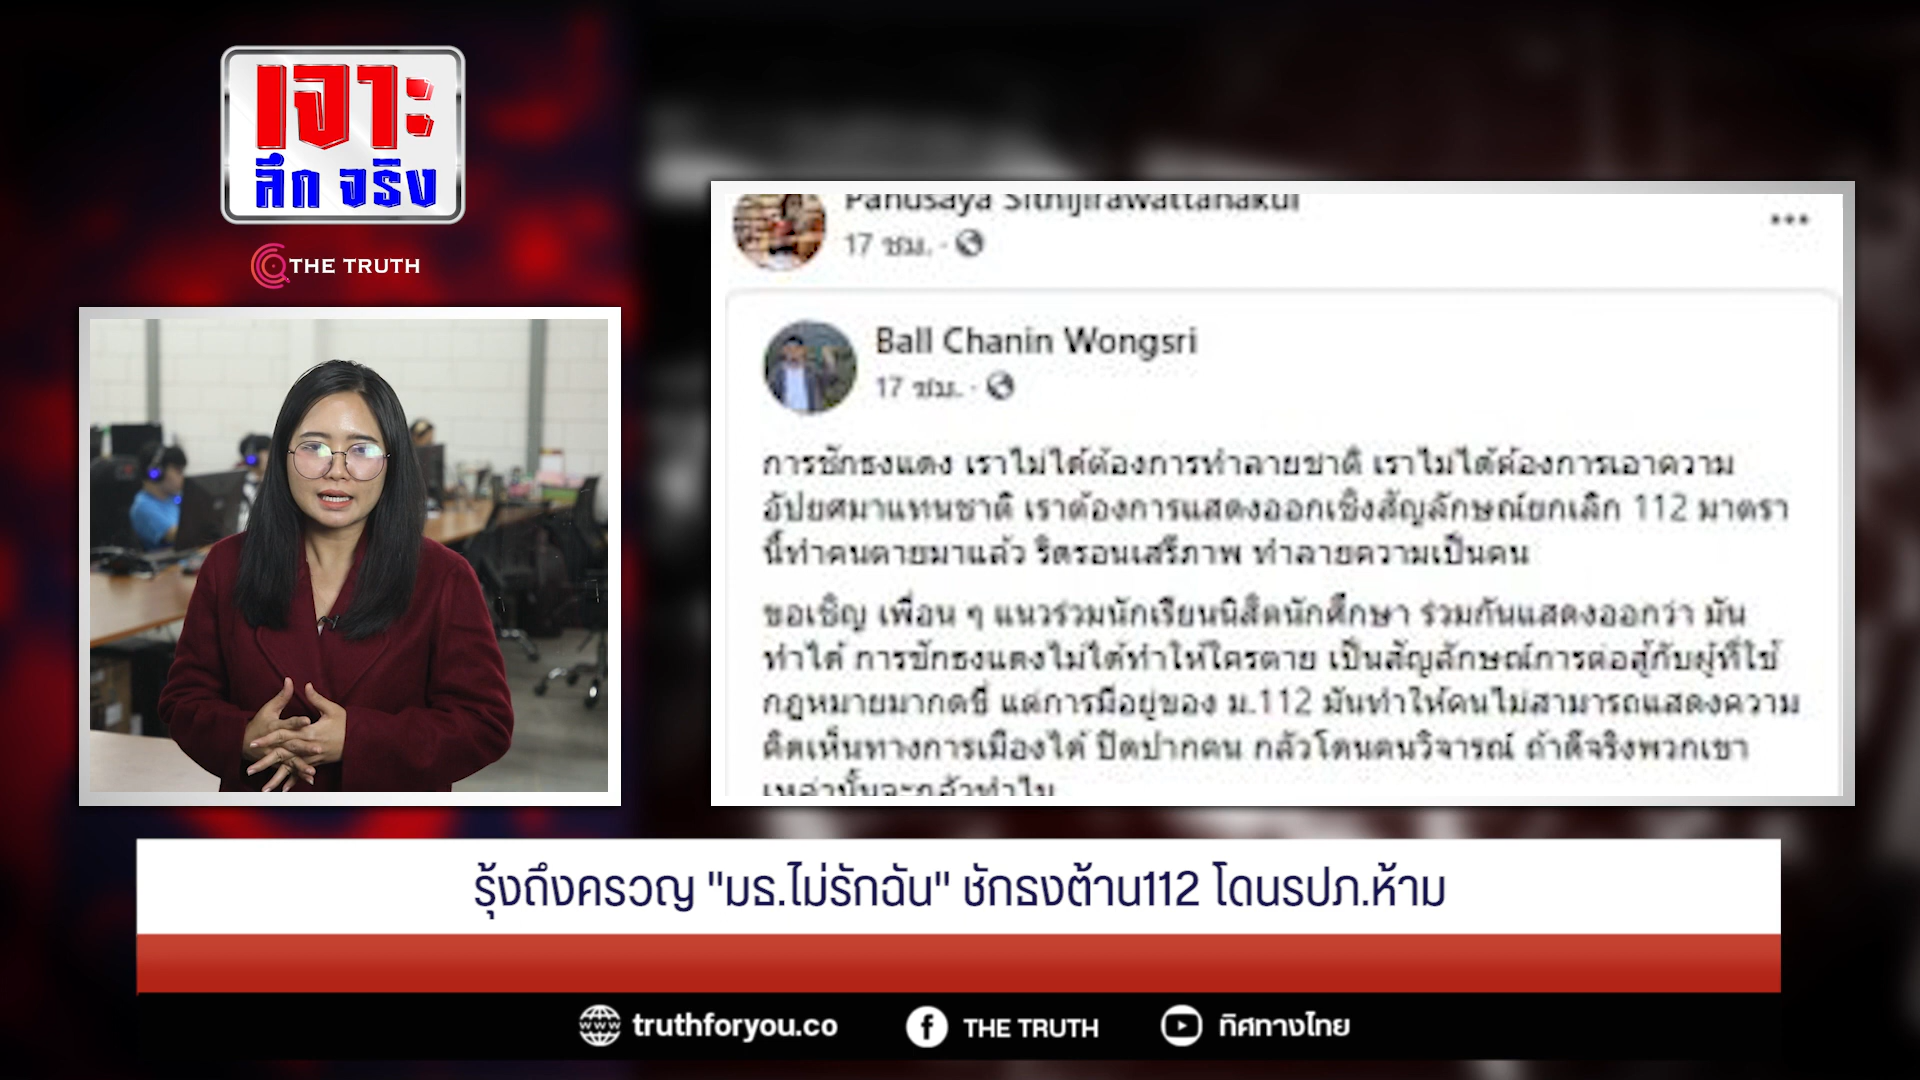 เจาะ
ลึก จริง
THE TRUTH
Panusaya Sithijirawattanakul
17 ชม.
Ball Chanin Wongsri
17 ชม.
การชักธงแดง เราไม่ได้ต้องการทำลายชาติ เราไม่ได้ต้องการเอาความ
อัปยศมาแทนชาติ เราต้องการแสดงออกเชิงสัญลักษณ์ยกเลิก 112 มาตรา
นี้ทำคนตายมาแล้ว ริดรอนเสรีภาพ ทำลายความเป็นคน
ขอเชิญ เพื่อน ๆ แนวร่วมนักเรียนนิสิตนักศึกษา ร่วมกันแสดงออกว่า มัน
ทำได้ การชักธงแดงไม่ได้ทำให้ใครตาย เป็นสัญลักษณ์การต่อสู้กับผู้ที่ใช้
กฎหมายมากดขี่ แต่การมีอยู่ของ ม.112 มันทำให้คนไม่สามารถแสดงความ
คิดเห็นทางการเมืองได้ ปิดปากคน กลัวโดนคนวิจารณ์ ถ้าดีจริงพวกเขา
เหล่านั้นจะกลัวทำไม
รุ้งถึงครวญ "มธ.ไม่รักฉัน" ชักธงต้าน112 โดนรปภ.ห้าม
www truthforyou.co
f THE TRUTH
ทิศทางไทย